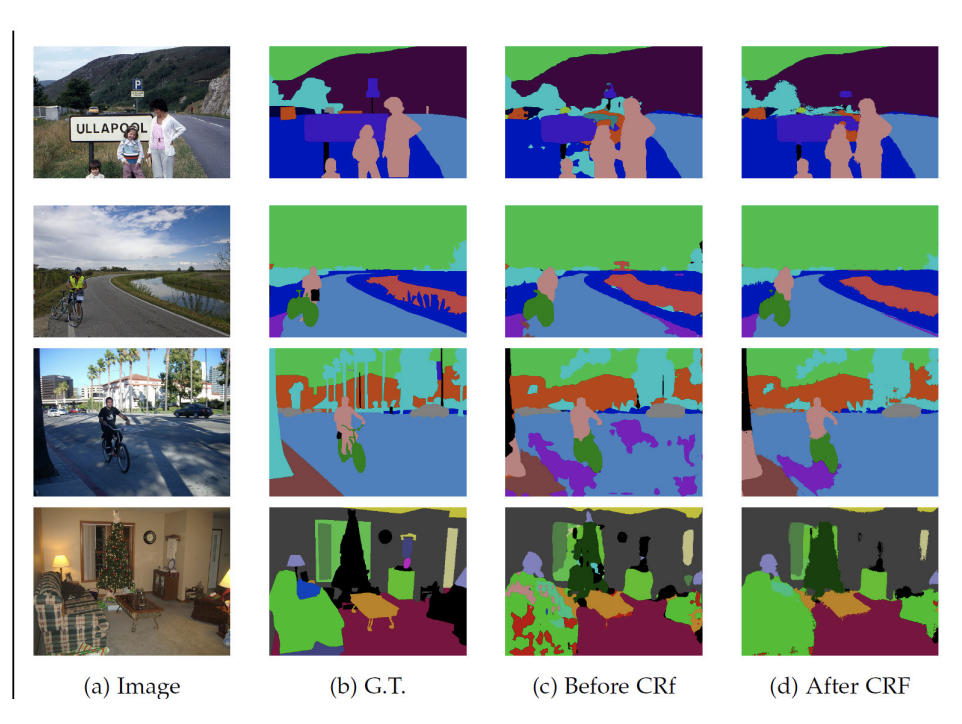 P
ULLAPOOL
(a) Image
(b) G.T.
(c) Before CRf
(d) After CRF